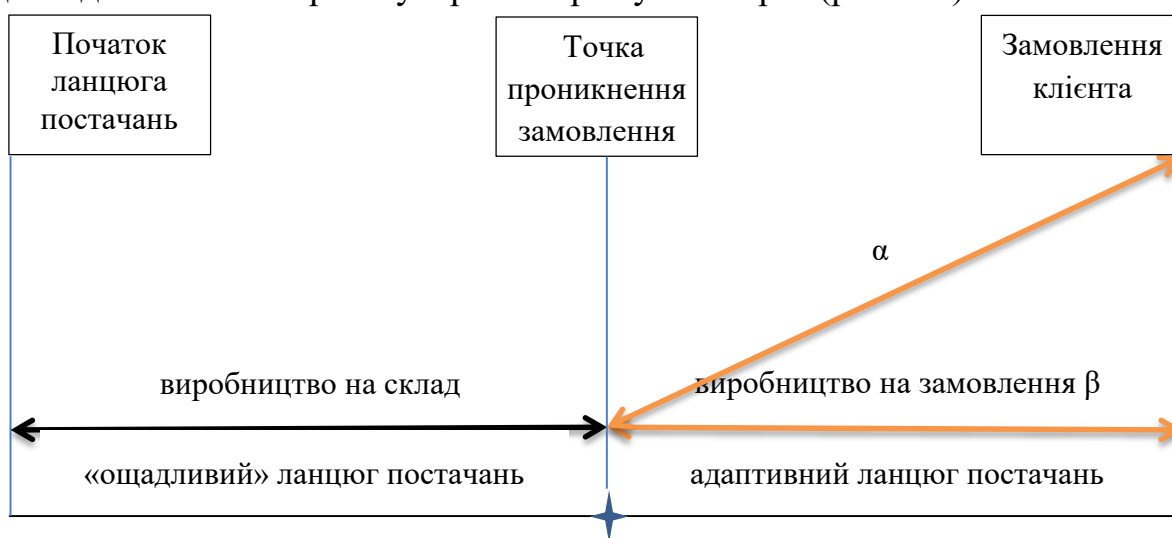 Початок
ланцюга
постачань
Точка
проникнення
замовлення
Замовлення
клієнта
α
виробництво на склад
виробництво на замовлення β
«ощадливий» ланцюг постачань
адаптивний ланцюг постачань